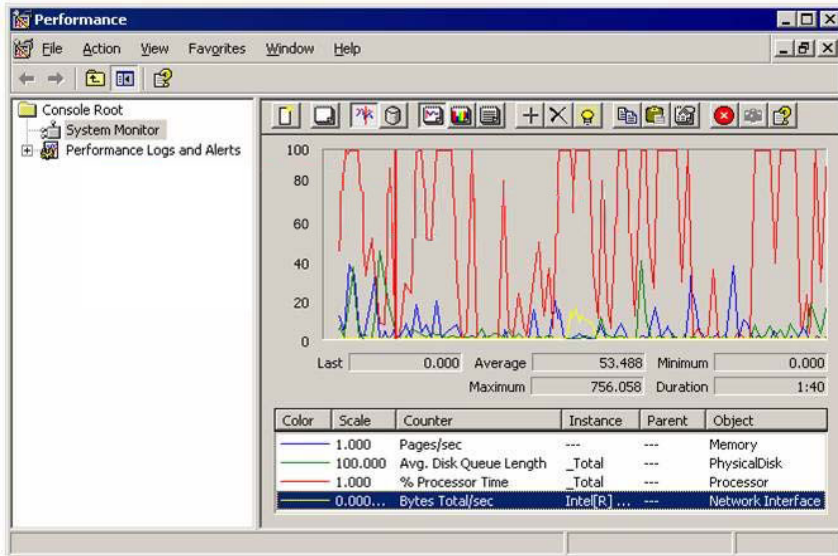 Performance
File Action View Favorites Window Help
Console Root
System Monitor
Performance Logs and Alerts
100
80
60
40
20
0
Last 0.000 Average 53.488 Minimum 0.000
Maximum 756.058 Duration 1:40
Color Scale Counter Instance Parent Object
1.000 Pages/sec --- --- Memory
100.000 Avg. Disk Queue Length _Total --- PhysicalDisk
1.000 % Processor Time _Total --- Processor
0.000... Bytes Total/sec Intel[R] ... --- Network Interface